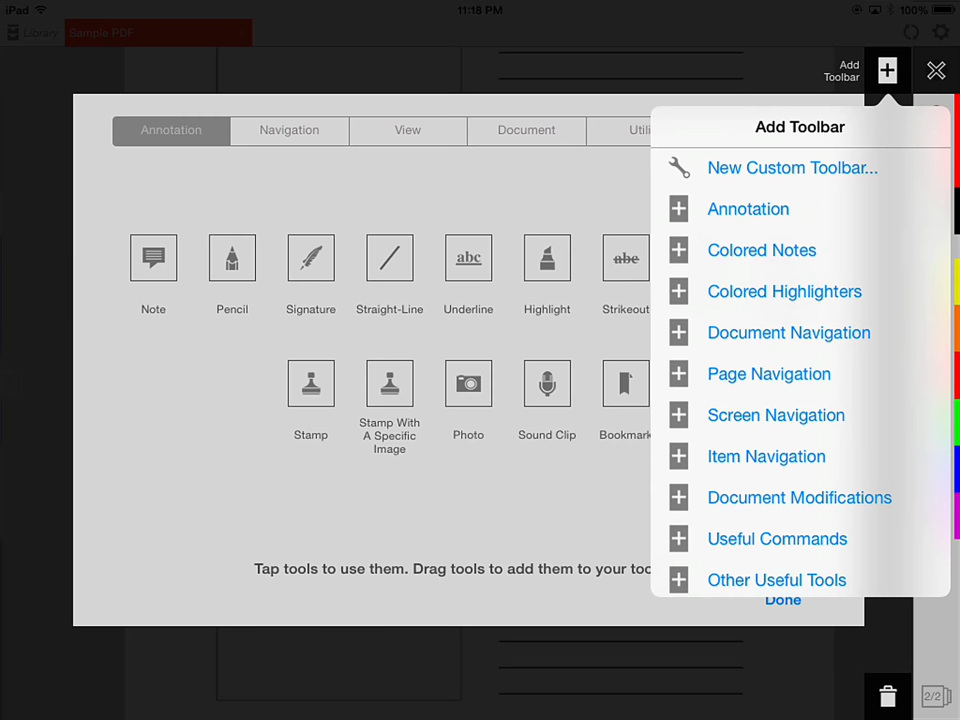 iPad
11:18 PM
100%
Library
Sample PDF
Add
Toolbar
Annotation
Navigation
View
Document
Utili
Add Toolbar
New Custom Toolbar...
Annotation
Colored Notes
Colored Highlighters
Document Navigation
Page Navigation
Screen Navigation
Item Navigation
Document Modifications
Useful Commands
Other Useful Tools
abc
abc
Note
Pencil
Signature
Straight-Line
Underline
Highlight
Strikeout
Stamp
Stamp With
A Specific
Image
Photo
Sound Clip
Bookmark
Tap tools to use them. Drag tools to add them to your too
Done
2/2